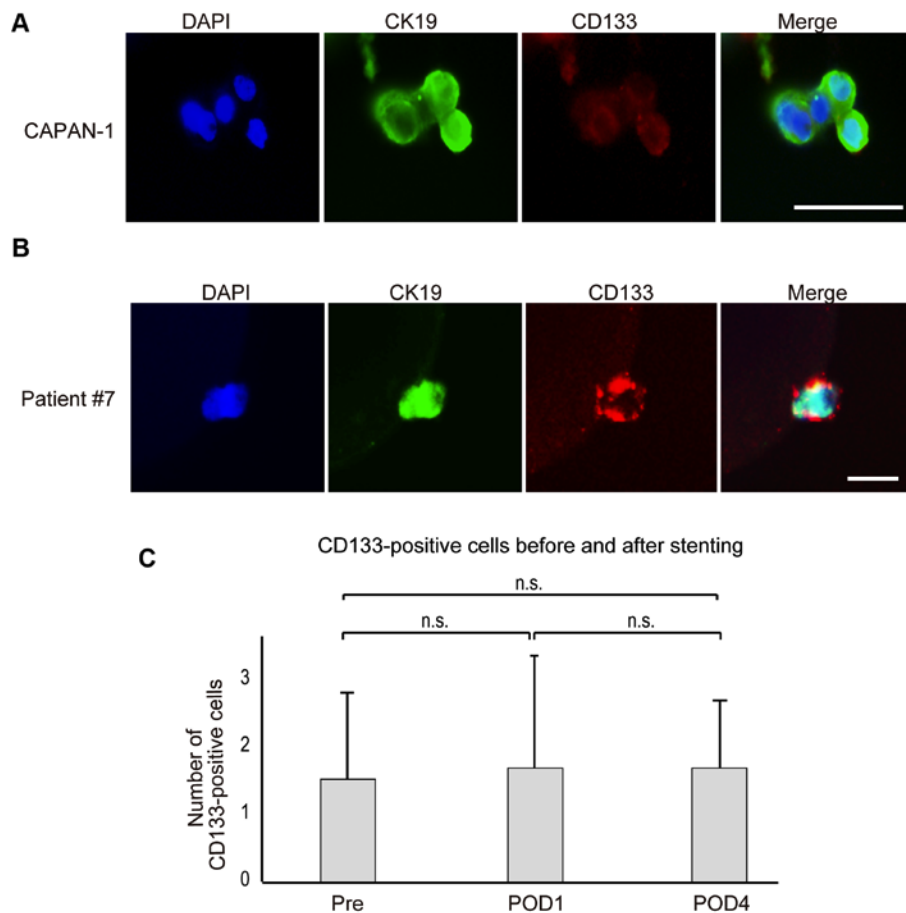 A
DAPI CK19 CD133 Merge
CAPAN-1
B
DAPI CK19 CD133 Merge
Patient #7
C
CD133-positive cells before and after stenting
n.s.
n.s. n.s.
Number of
CD133-positive cells
3
2
1
0
Pre POD1 POD4